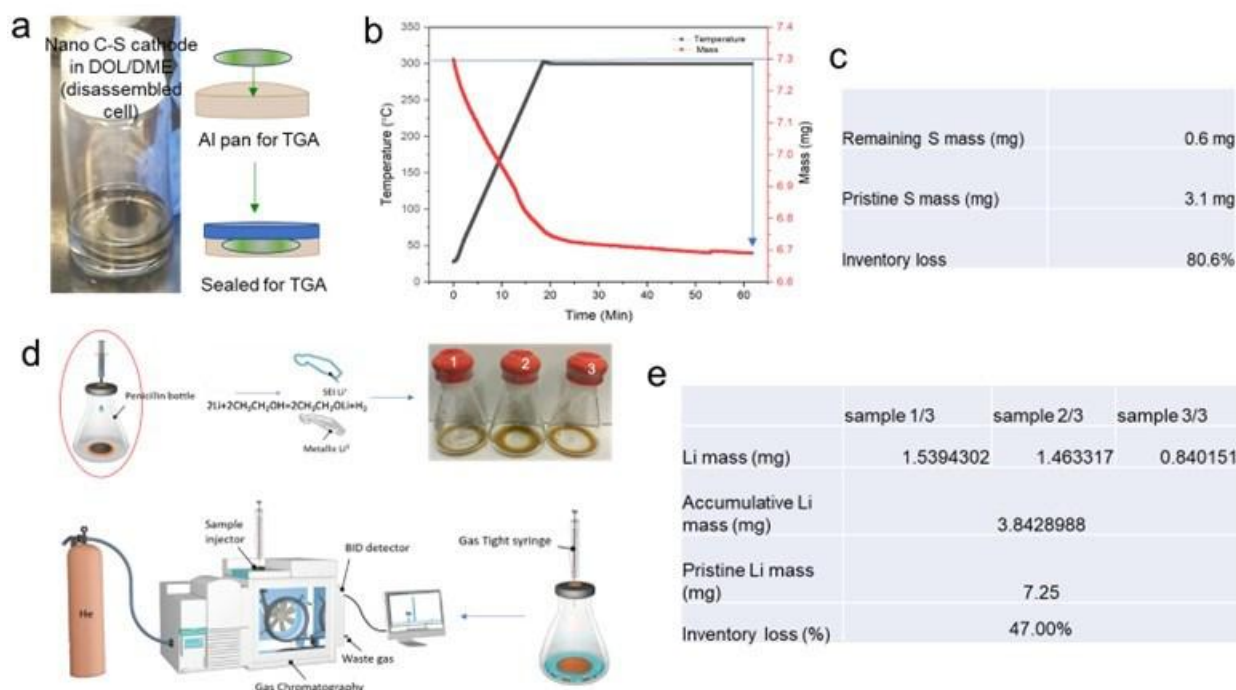 a
Nano C-S cathode
in DOL/DME
(disassembled
cell)
Al pan for TGA
Sealed for TGA
b
Temperature
Mass
350
300
250
200
150
100
50
0
Temperature (°C)
7.4
7.3
7.2
7.1
7.0
6.9
6.8
6.7
6.6
Mass (mg)
0 10 20 30 40 50 60
Time (Min)
c
Remaining S mass (mg) 0.6 mg
Pristine S mass (mg) 3.1 mg
Inventory loss 80.6%
d
Penicillin bottle
SEI Li⁺
2Li+2CH₃CH₂OH=2CH₃CH₂OLi+H₂
Metallic Li⁰
1 2 3
Sample
injector
BID detector
Gas Tight syringe
He
Waste gas
Gas Chromatography
e
sample 1/3 sample 2/3 sample 3/3
Li mass (mg) 1.5394302 1.463317 0.840151
Accumulative Li
mass (mg) 3.8428988
Pristine Li mass
(mg) 7.25
Inventory loss (%) 47.00%